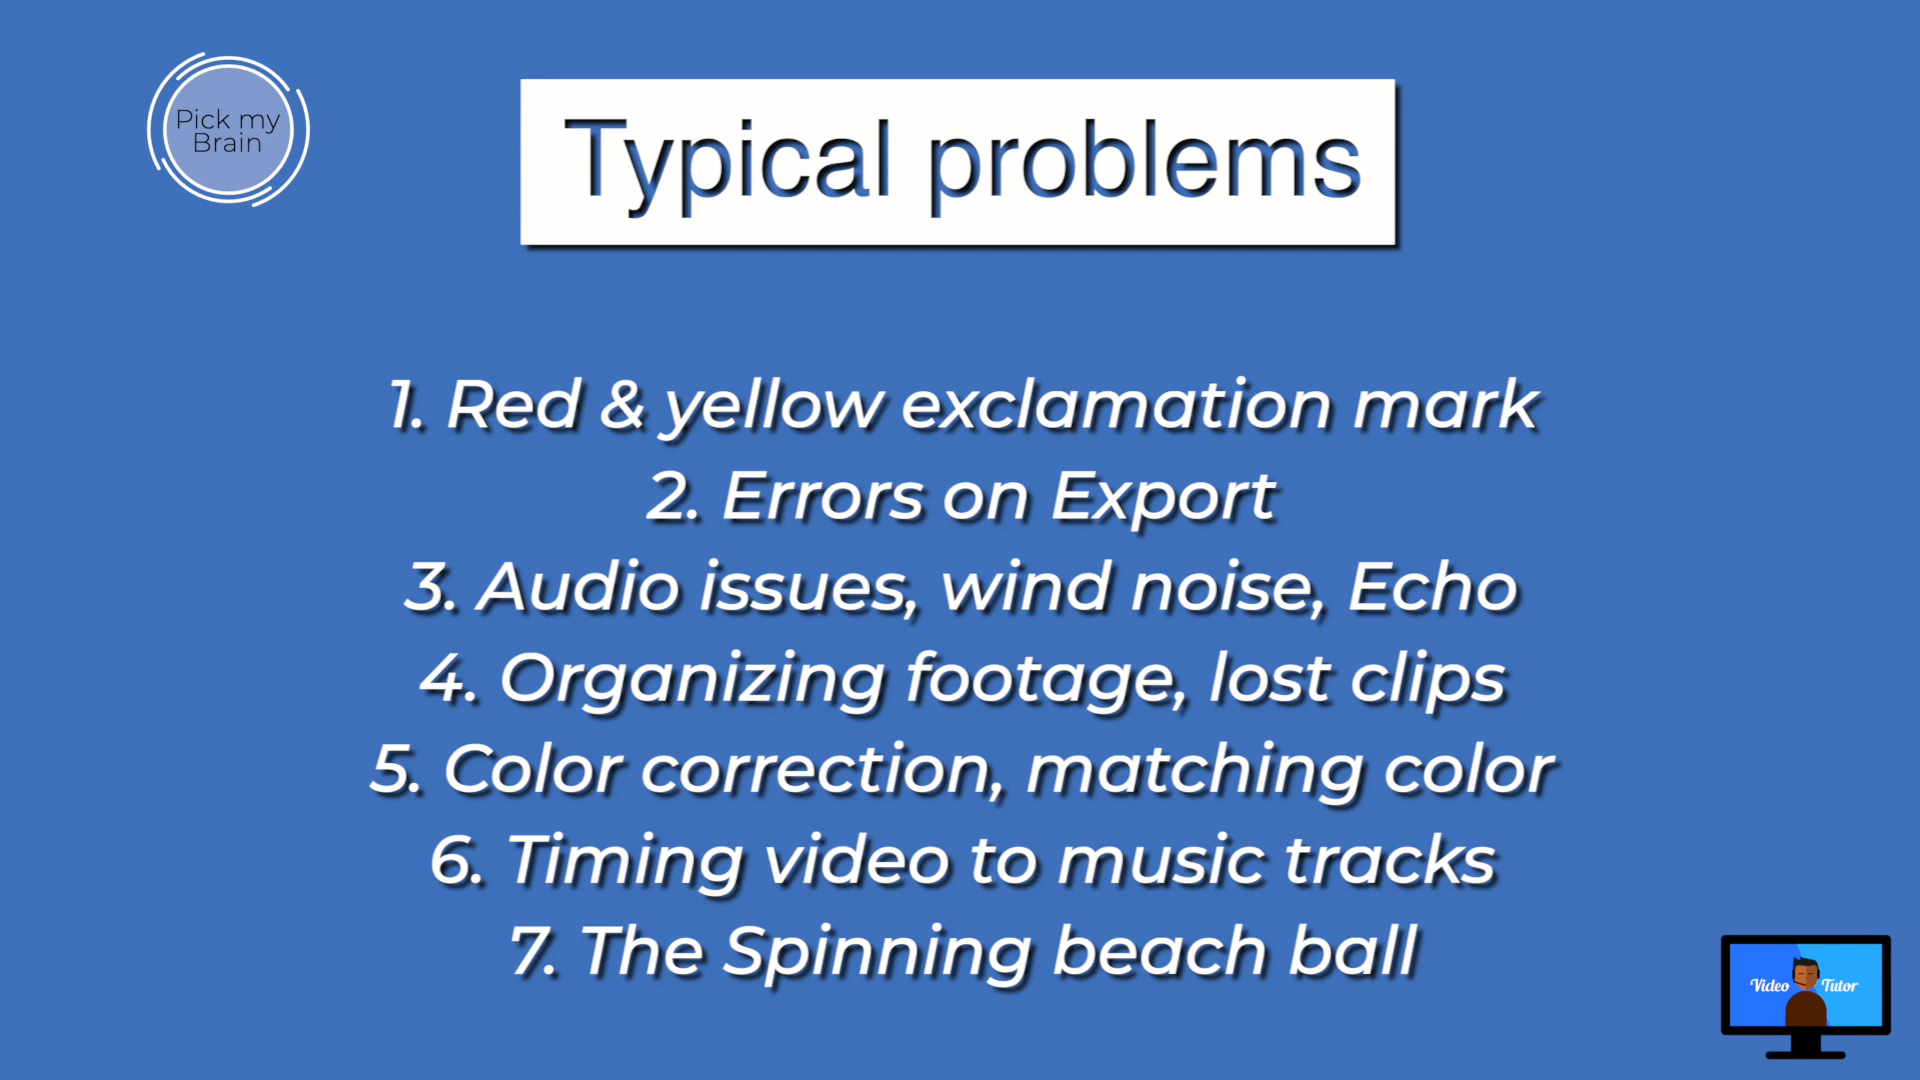 Pick my
Brain
Typical problems
1. Red & yellow exclamation mark
2. Errors on Export
3. Audio issues, wind noise, Echo
4. Organizing footage, lost clips
5. Color correction, matching color
6. Timing video to music tracks
7. The Spinning beach ball
Video Tutor